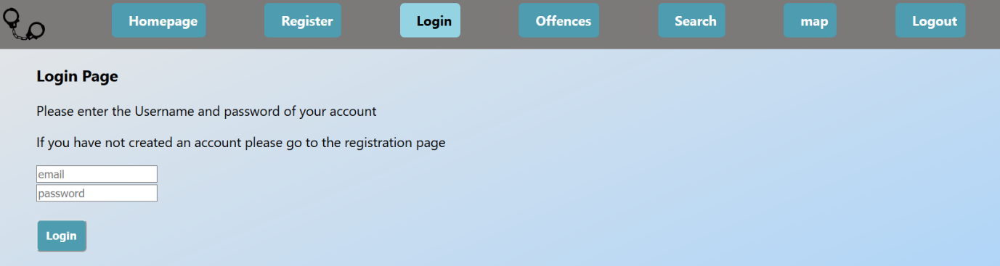 Homepage Register Login Offences Search map Logout
Login Page
Please enter the Username and password of your account
If you have not created an account please go to the registration page
email
password
Login